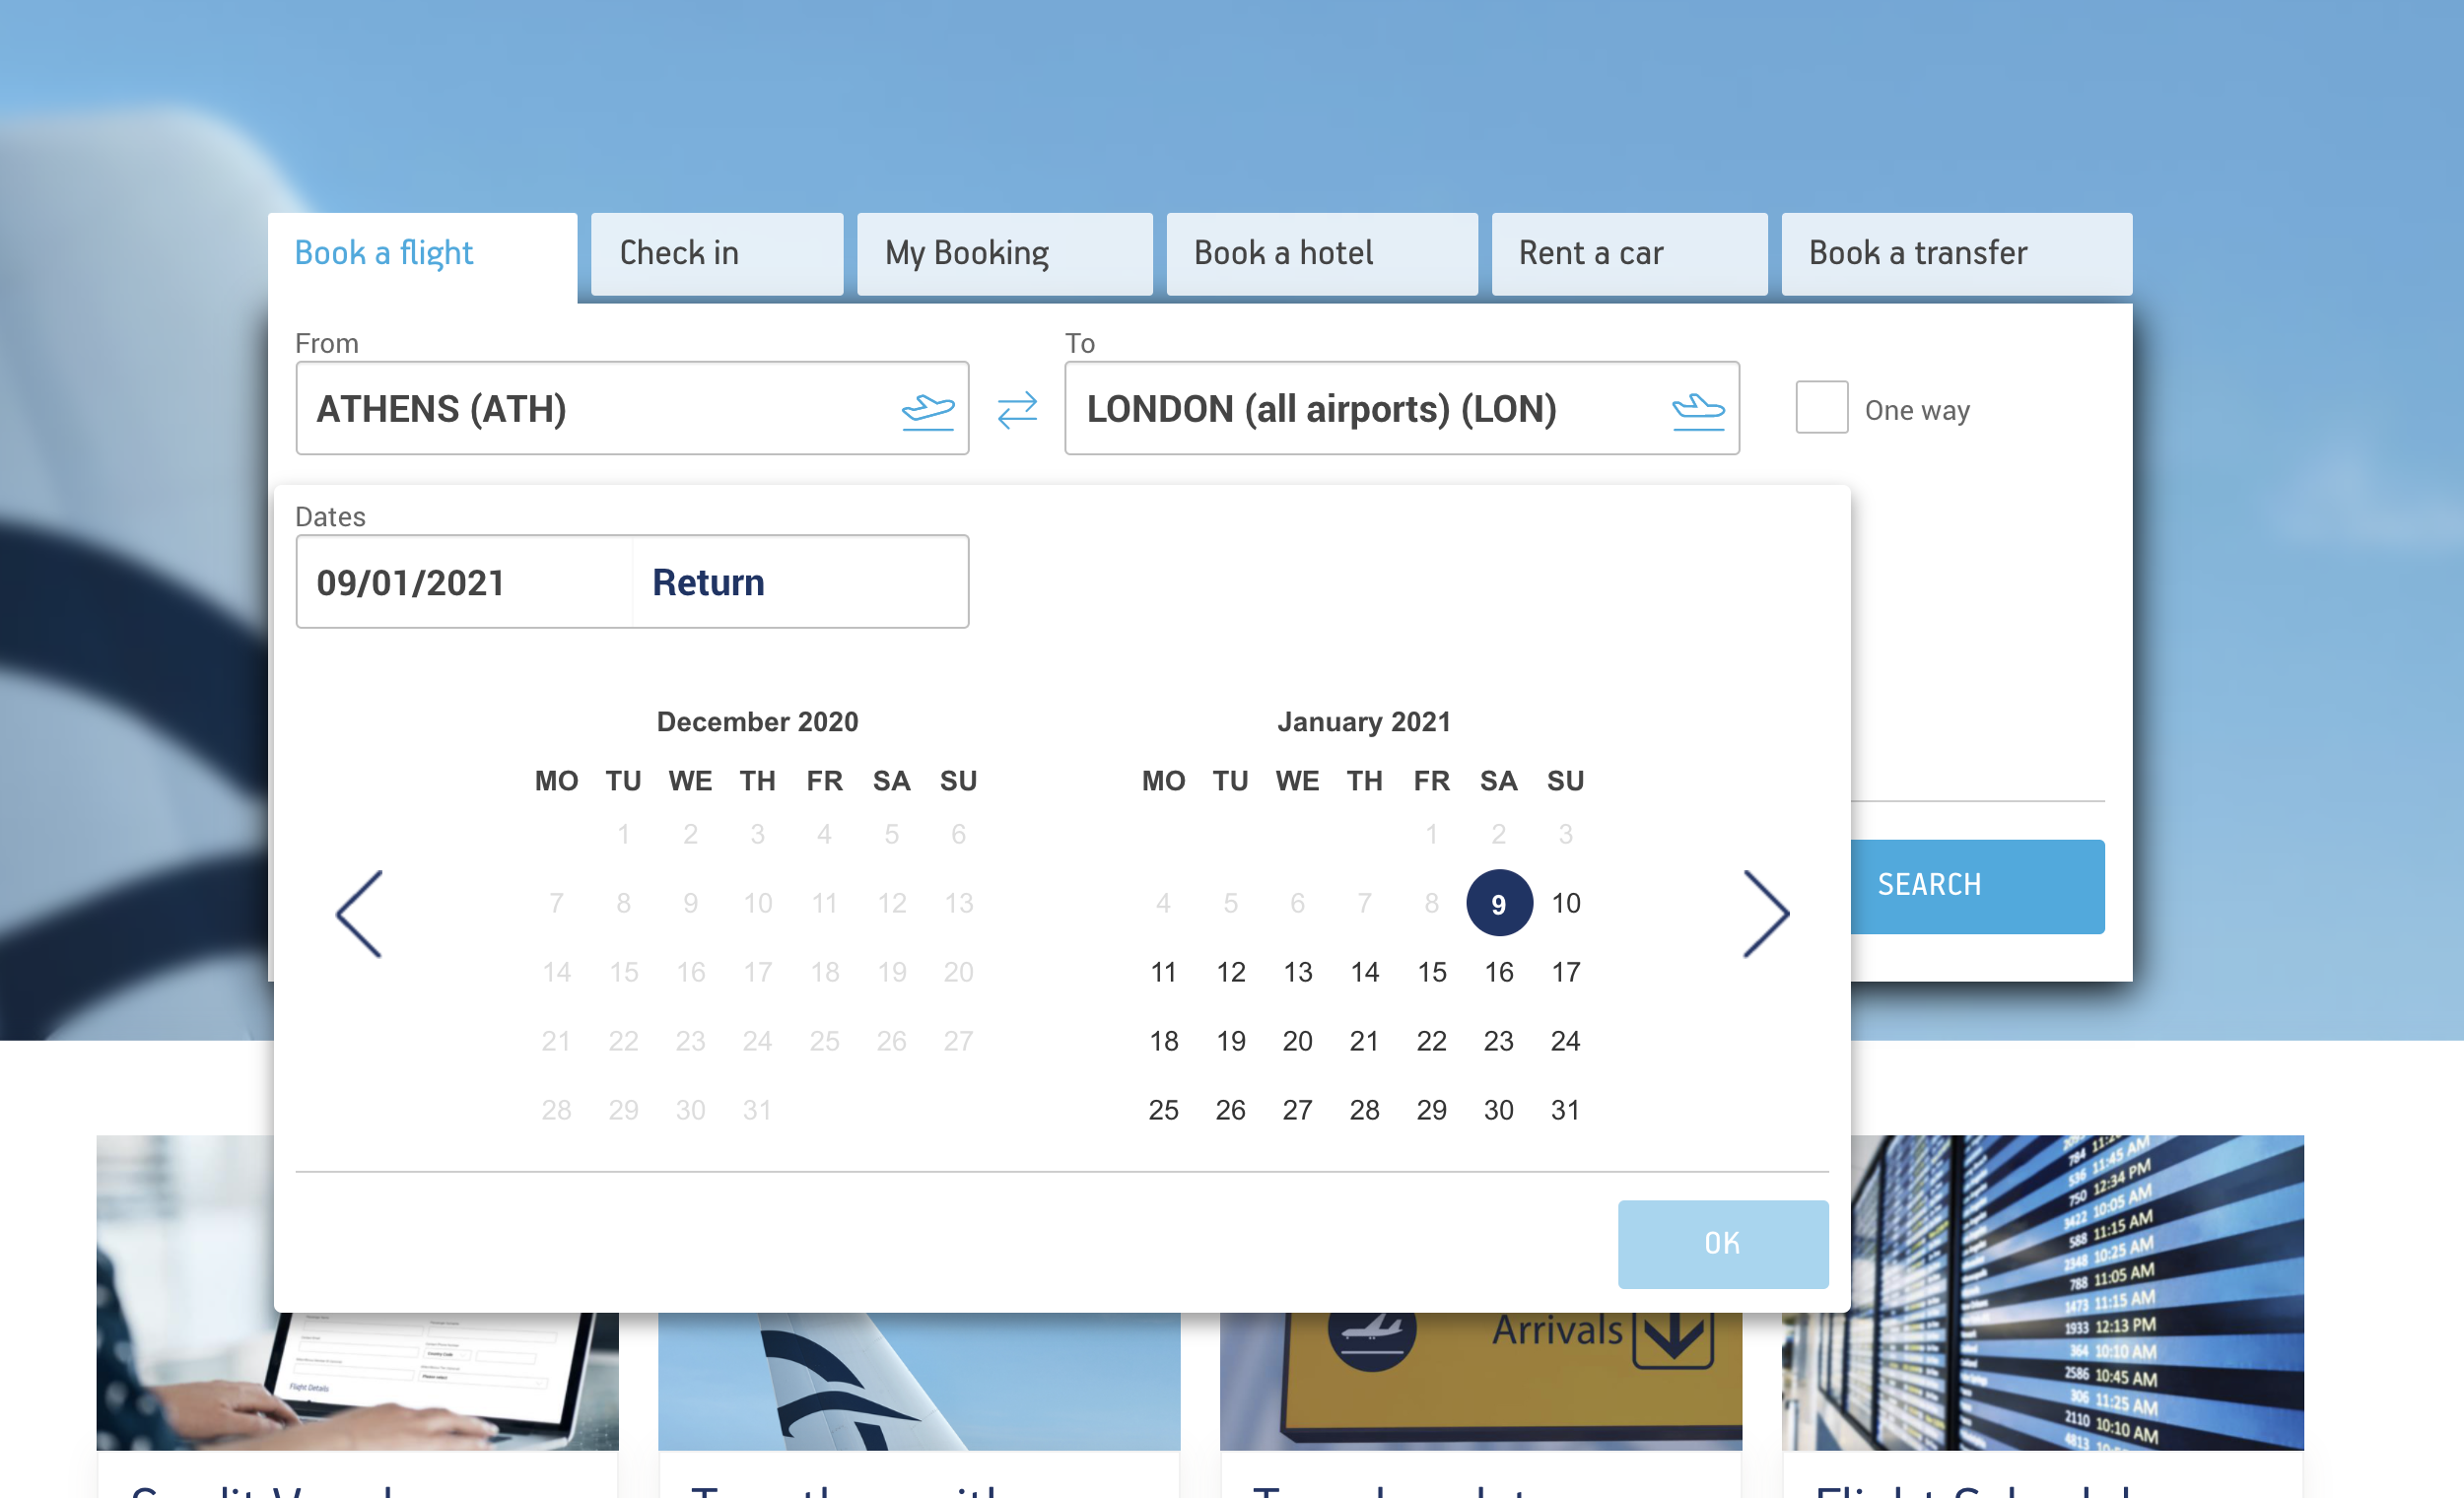 Book a flight
Check in
My Booking
Book a hotel
Rent a car
Book a transfer
From
To
ATHENS (ATH)
LONDON (all airports) (LON)
One way
Dates
09/01/2021
Return
December 2020
January 2021
MO TU WE TH FR SA SU
1 2 3 4 5 6
7 8 9 10 11 12 13
14 15 16 17 18 19 20
21 22 23 24 25 26 27
28 29 30 31
MO TU WE TH FR SA SU
1 2 3
4 5 6 7 8 9 10
11 12 13 14 15 16 17
18 19 20 21 22 23 24
25 26 27 28 29 30 31
SEARCH
OK
Flight Details
Arrivals
784
536 11:45 AM
750 12:34 PM
3422 10:05 AM
588 11:15 AM
2348 10:25 AM
788 11:05 AM
1473 11:15 AM
1933 12:13 PM
364 10:10 AM
2586 10:45 AM
306 11:25 AM
2110 10:10 AM
4813